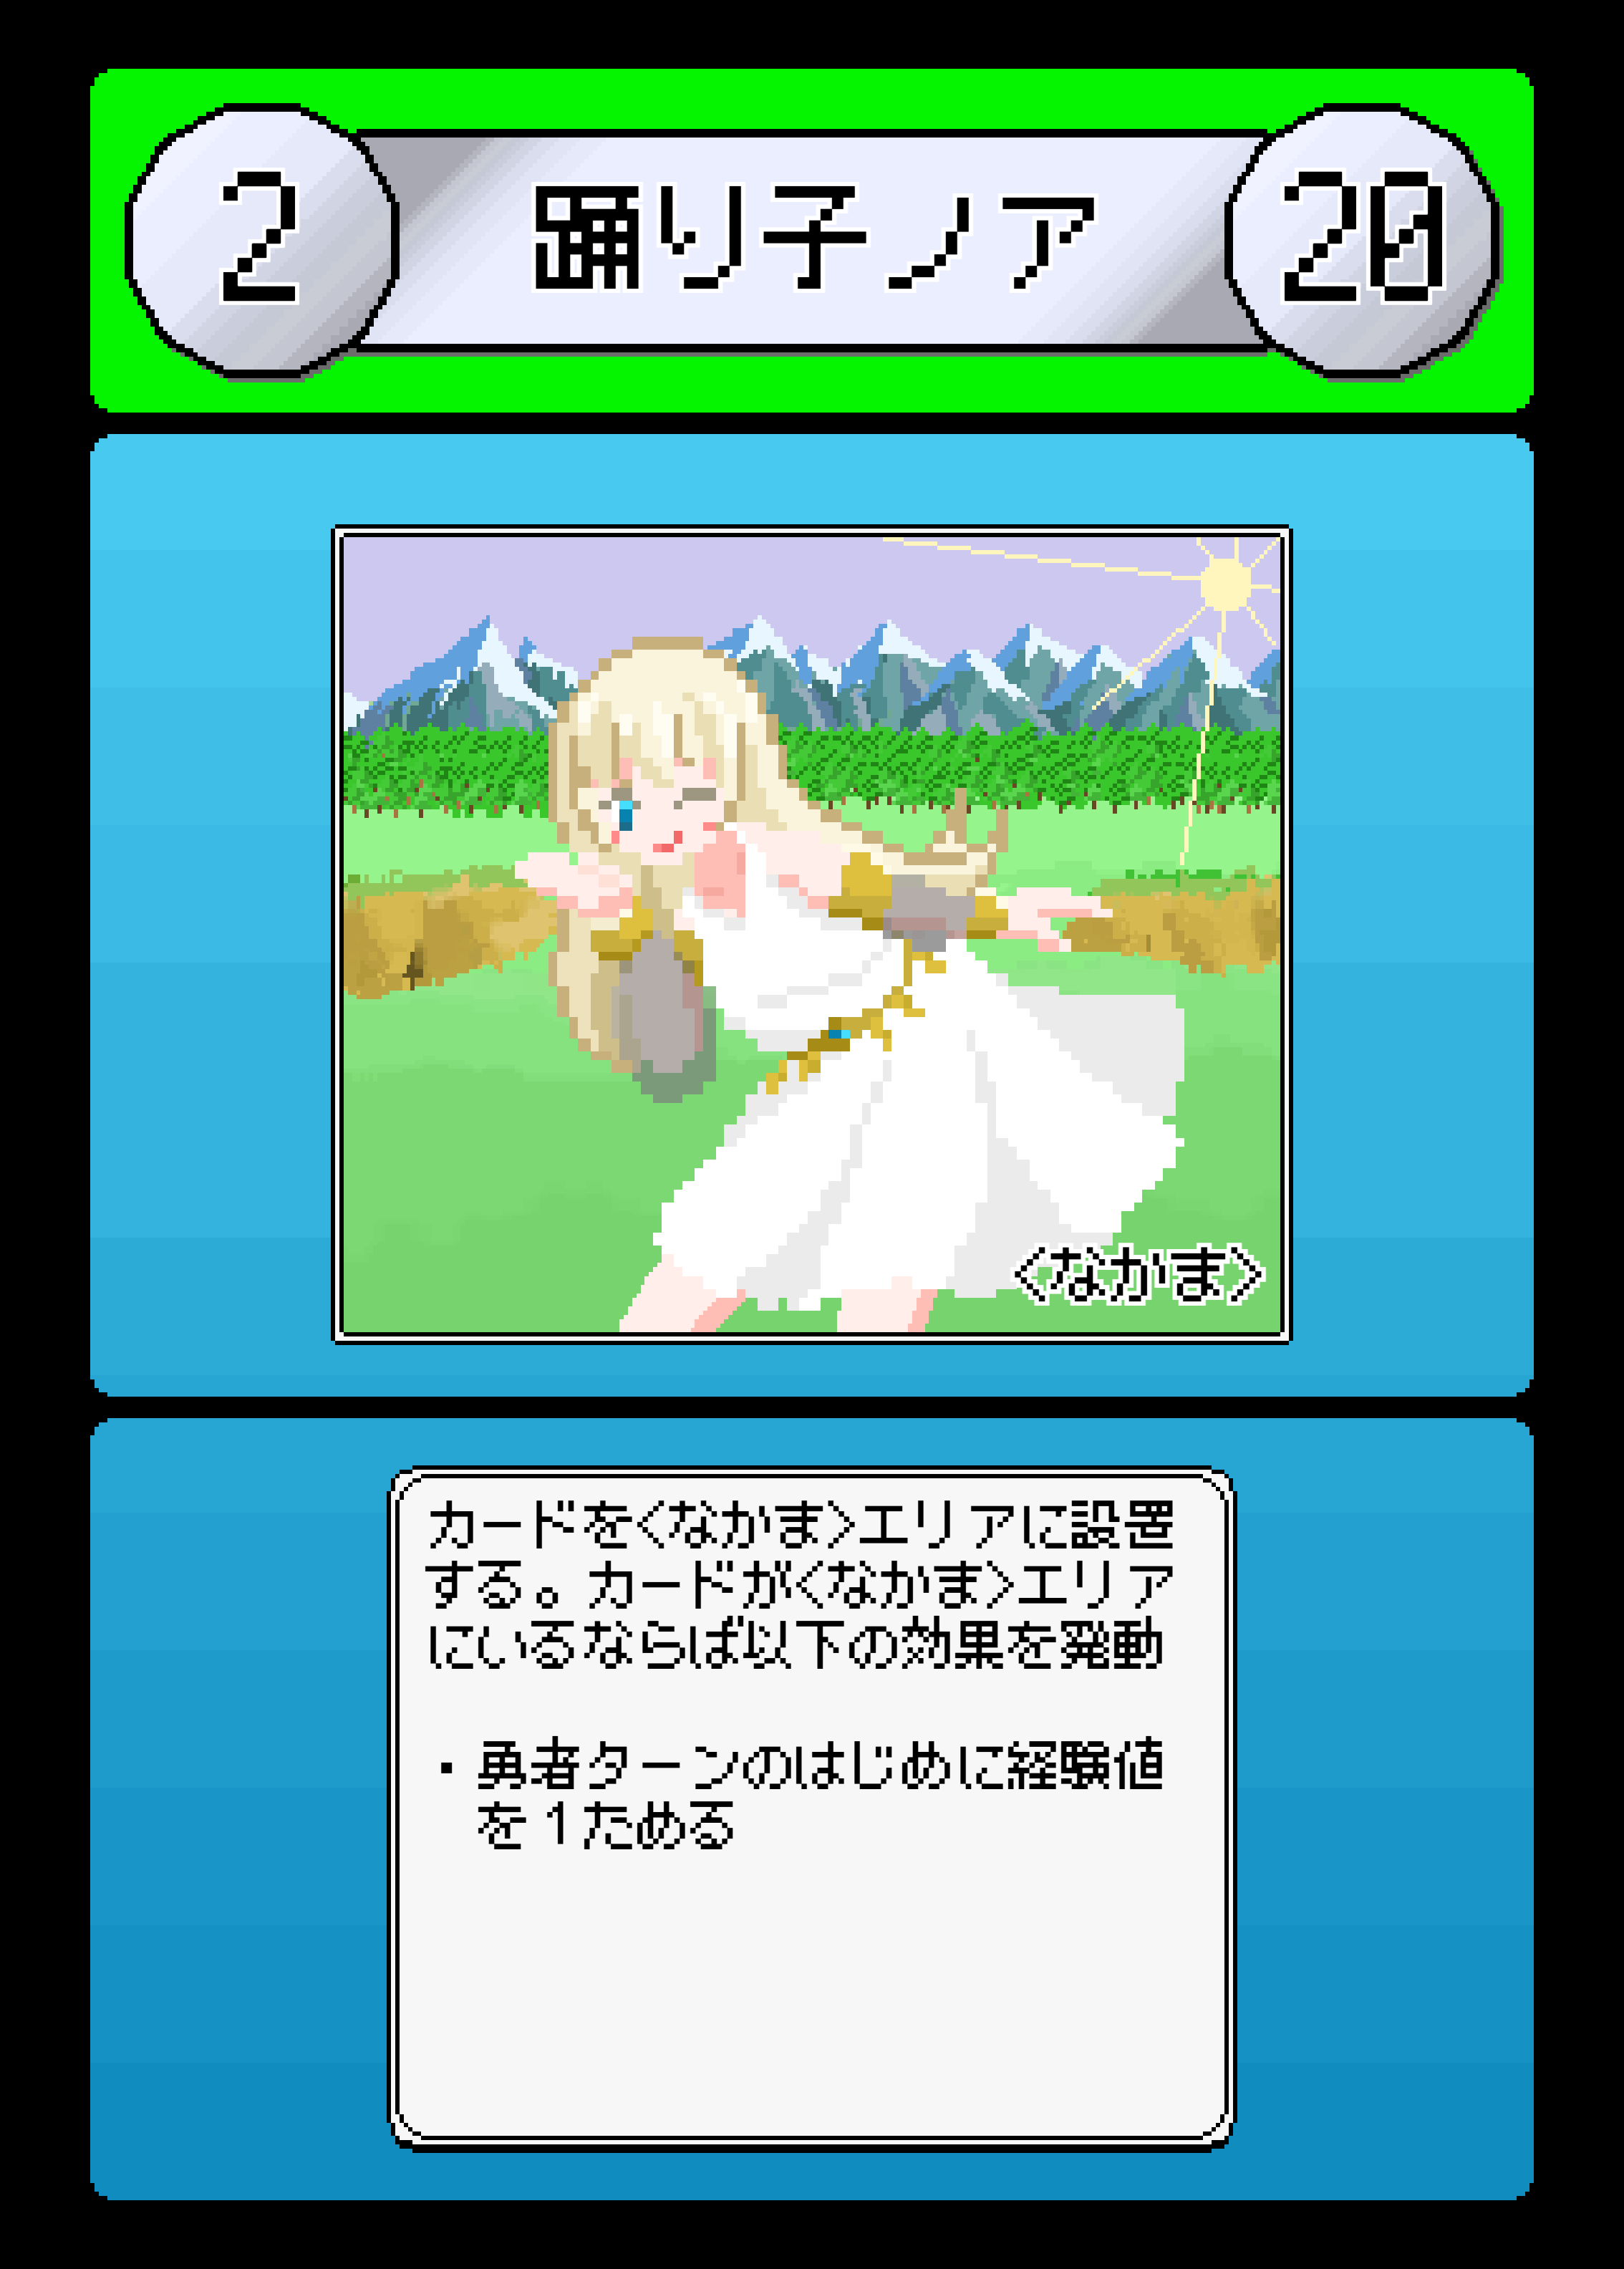 2 踊り子ノア 20
<なかま>
カードを<なかま>エリアに設置
する。カードが<なかま>エリア
にいるならば以下の効果を発動
・勇者ターンのはじめに経験値
を1ためる